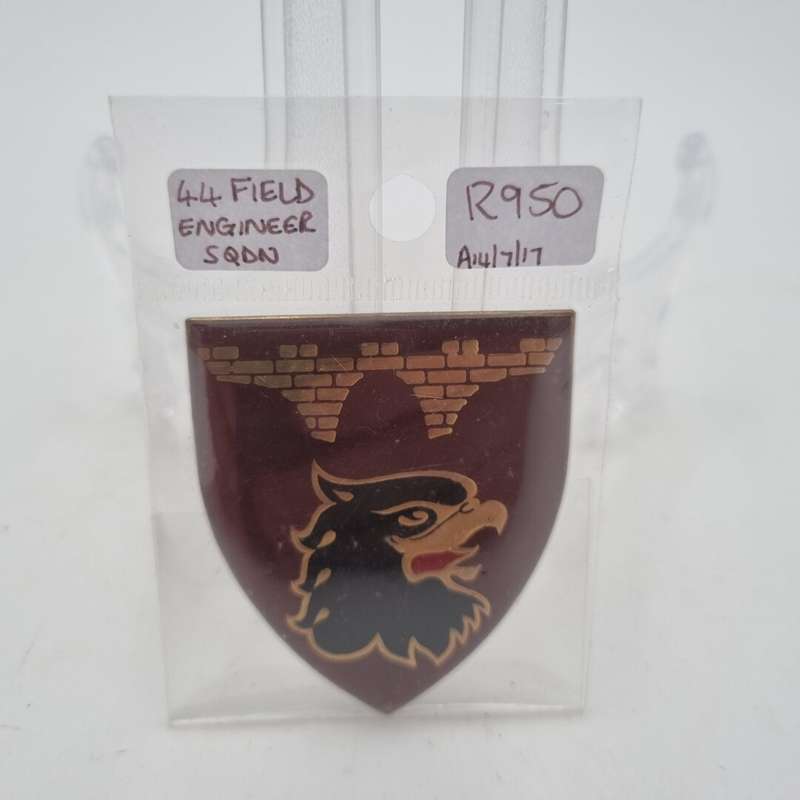 44 FIELD
ENGINEER
SQDN
R950
A14/7/17